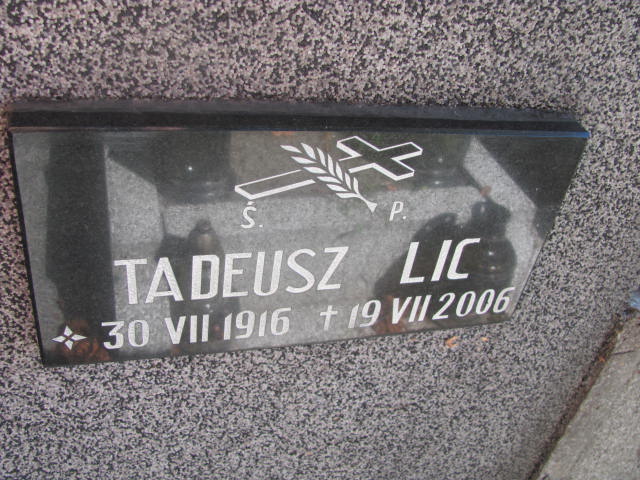 Ś. P.
TADEUSZ LIC
30 VII 1916 † 19 VII 2006